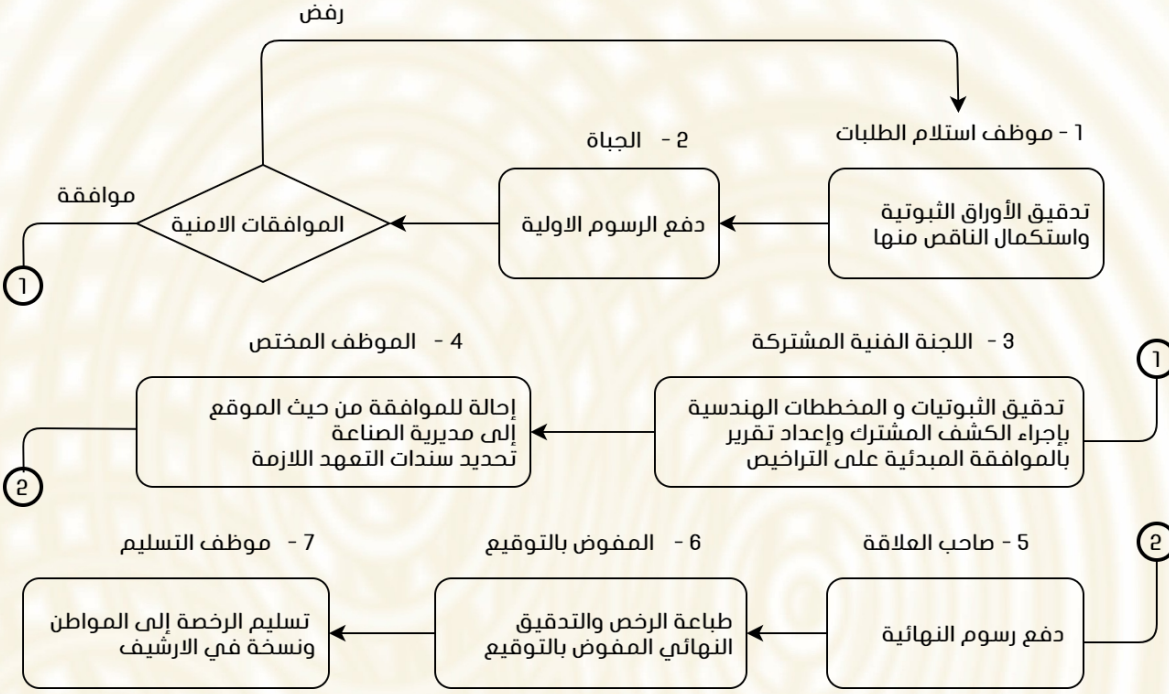 رفض
1 - موظف استلام الطلبات
تدقيق الأوراق الثبوتية
واستكمال الناقص منها
2 - الجباة
دفع الرسوم الاولية
الموافقات الامنية
موافقة
1
1
3 - اللجنة الفنية المشتركة
تدقيق الثبوتيات و المخططات الهندسية
بإجراء الكشف المشترك وإعداد تقرير
بالموافقة المبدئية على التراخيص
4 - الموظف المختص
إحالة للموافقة من حيث الموقع
إلى مديرية الصناعة
تحديد سندات التعهد اللازمة
2
2
5 - صاحب العلاقة
دفع رسوم النهائية
6 - المفوض بالتوقيع
طباعة الرخص والتدقيق
النهائي المفوض بالتوقيع
7 - موظف التسليم
تسليم الرخصة إلى المواطن
ونسخة في الارشيف